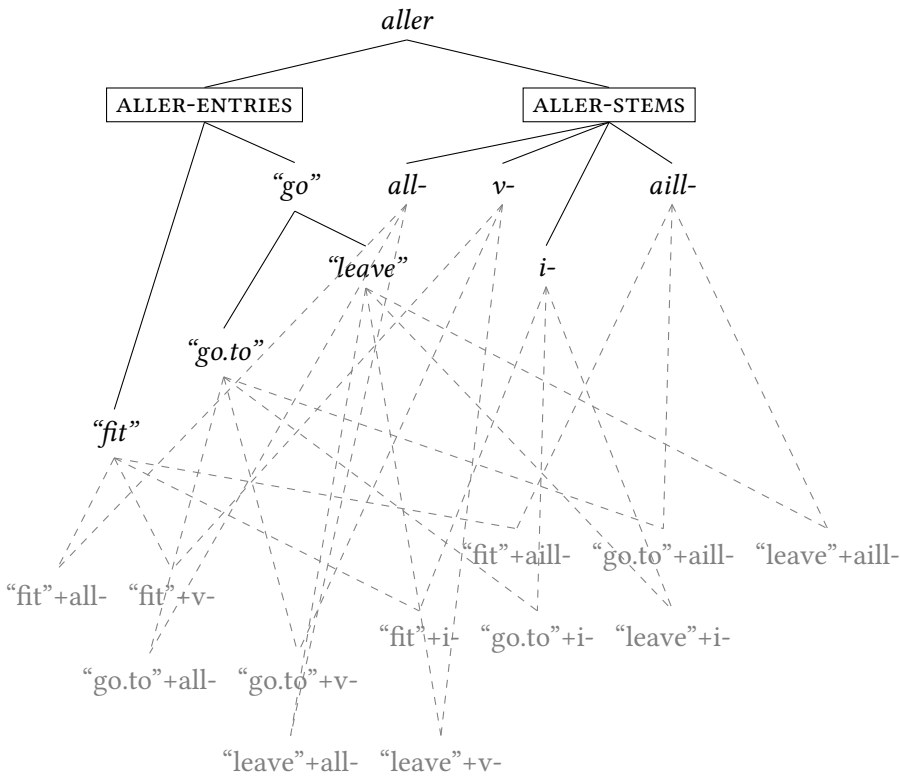 aller
ALLER-ENTRIES ALLER-STEMS
“go” all- v- aill-
“leave” i-
“go.to”
“fit”
“fit”+aill- “go.to”+aill- “leave”+aill-
“fit”+all- “fit”+v-
“fit”+i- “go.to”+i- “leave”+i-
“go.to”+all- “go.to”+v-
“leave”+all- “leave”+v-